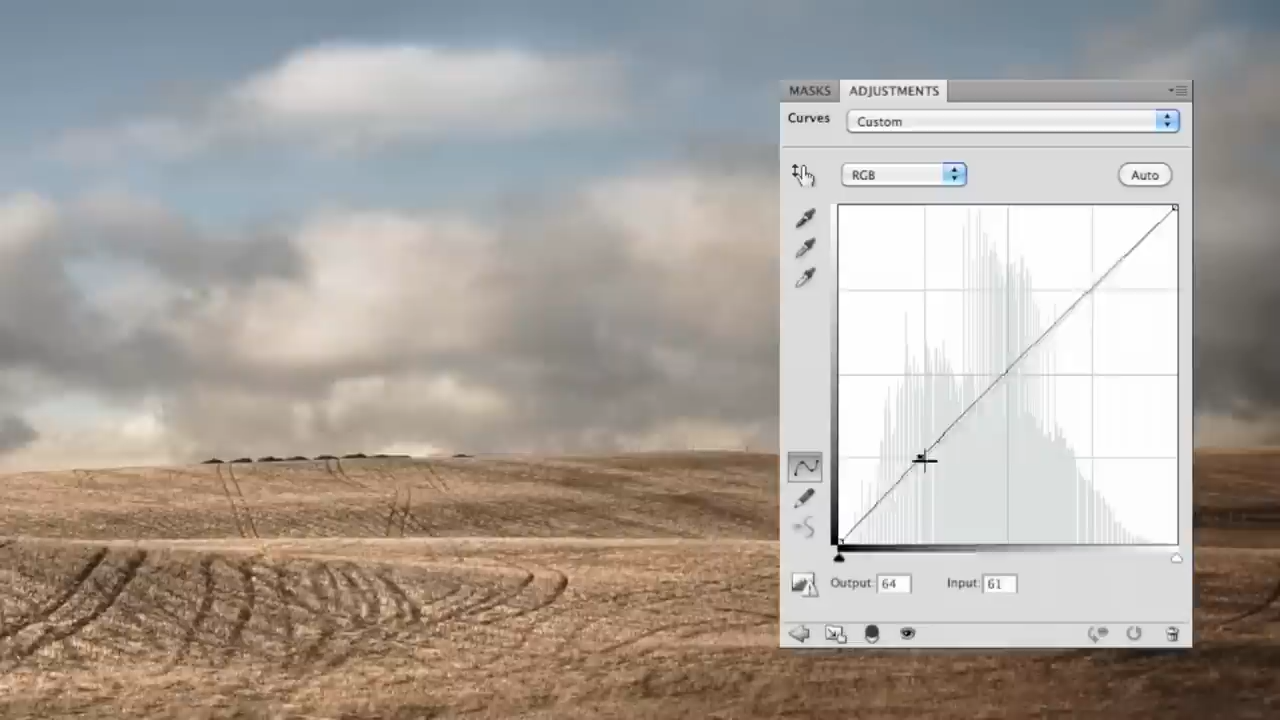 MASKS ADJUSTMENTS
Curves Custom
RGB Auto
Output: 64 Input: 61